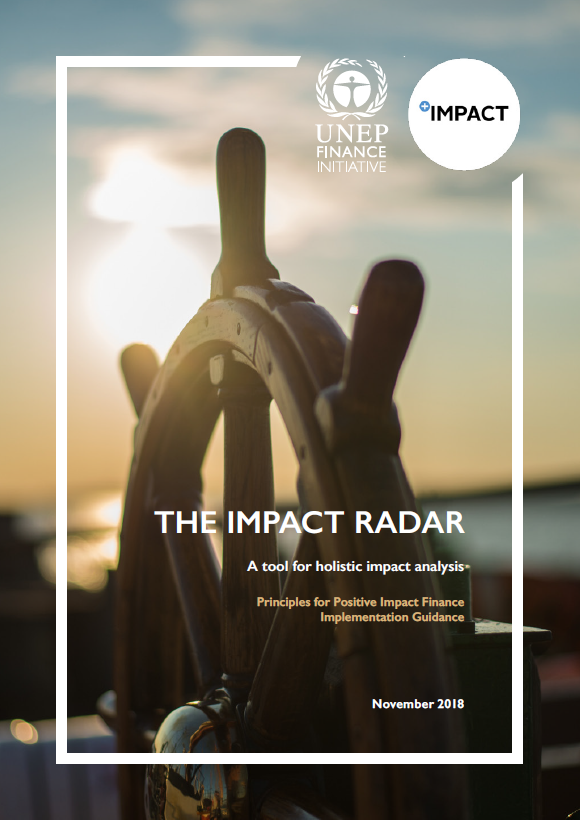 UNEP
FINANCE
INITIATIVE
+IMPACT
THE IMPACT RADAR
A tool for holistic impact analysis
Principles for Positive Impact Finance
Implementation Guidance
November 2018